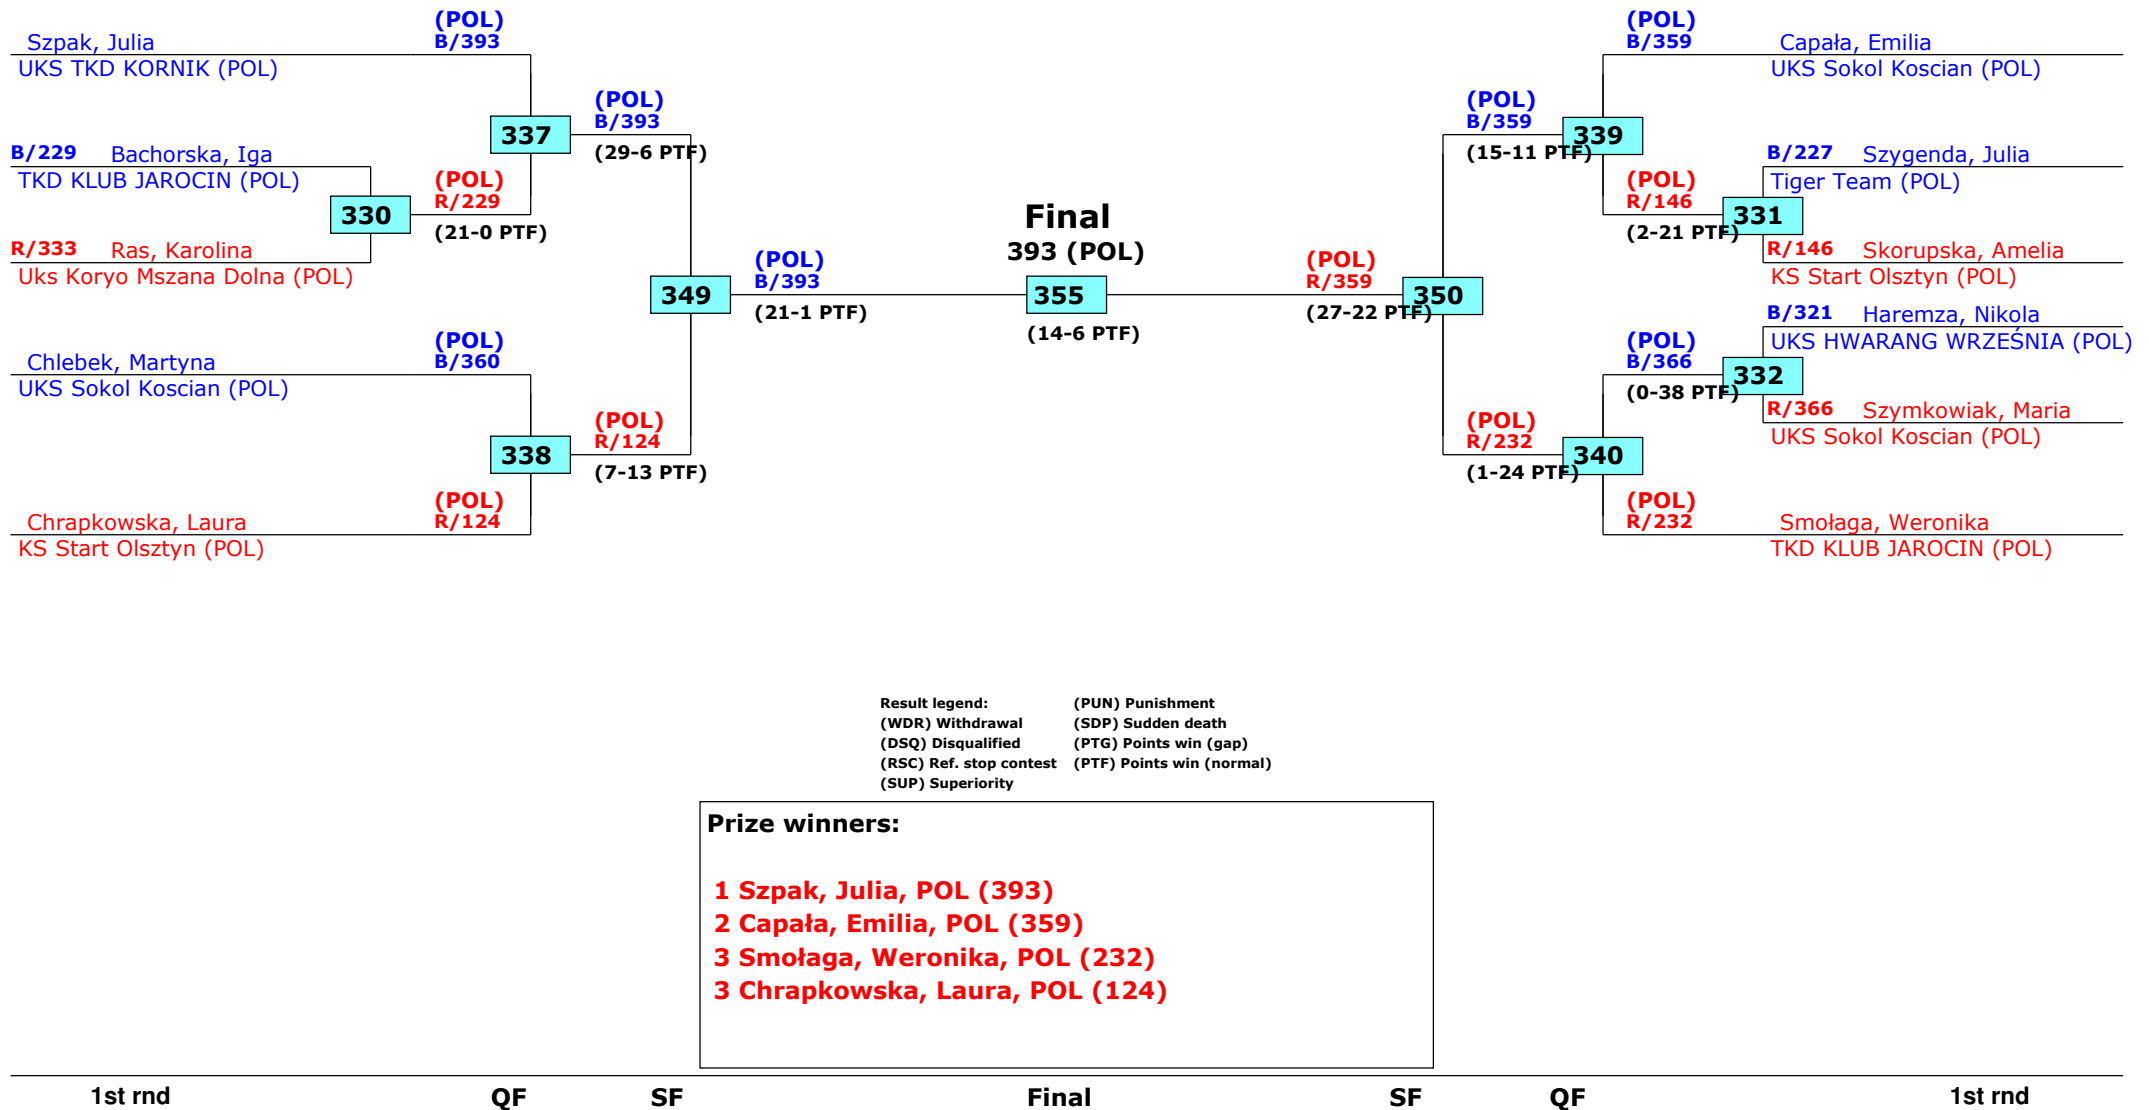 (POL)
B/393
Szpak, Julia
UKS TKD KORNIK (POL)
B/229 Bachorska, Iga
TKD KLUB JAROCIN (POL)
330
R/333 Ras, Karolina
Uks Koryo Mszana Dolna (POL)
(POL)
R/229
(21-0 PTF)
337
(POL)
B/393
(29-6 PTF)
Chlebek, Martyna
UKS Sokol Koscian (POL)
(POL)
B/360
338
Chrapkowska, Laura
KS Start Olsztyn (POL)
(POL)
R/124
(POL)
R/124
(7-13 PTF)
349
(POL)
B/393
(21-1 PTF)
Final
393 (POL)
355
(14-6 PTF)
(POL)
R/359
(27-22 PTF)
350
(POL)
B/359
(15-11 PTF)
339
(POL)
B/359
Capała, Emilia
UKS Sokol Koscian (POL)
(POL)
R/146
(2-21 PTF)
331
B/227 Szygenda, Julia
Tiger Team (POL)
R/146 Skorupska, Amelia
KS Start Olsztyn (POL)
B/321 Haremza, Nikola
UKS HWARANG WRZEŚNIA (POL)
(POL)
B/366
(0-38 PTF)
332
R/366 Szymkowiak, Maria
UKS Sokol Koscian (POL)
(POL)
R/232
(1-24 PTF)
340
(POL)
R/232
Smołaga, Weronika
TKD KLUB JAROCIN (POL)
Result legend: (PUN) Punishment
(WDR) Withdrawal (SDP) Sudden death
(DSQ) Disqualified (PTG) Points win (gap)
(RSC) Ref. stop contest (PTF) Points win (normal)
(SUP) Superiority
Prize winners:
1 Szpak, Julia, POL (393)
2 Capała, Emilia, POL (359)
3 Smołaga, Weronika, POL (232)
3 Chrapkowska, Laura, POL (124)
1st rnd QF SF Final SF QF 1st rnd